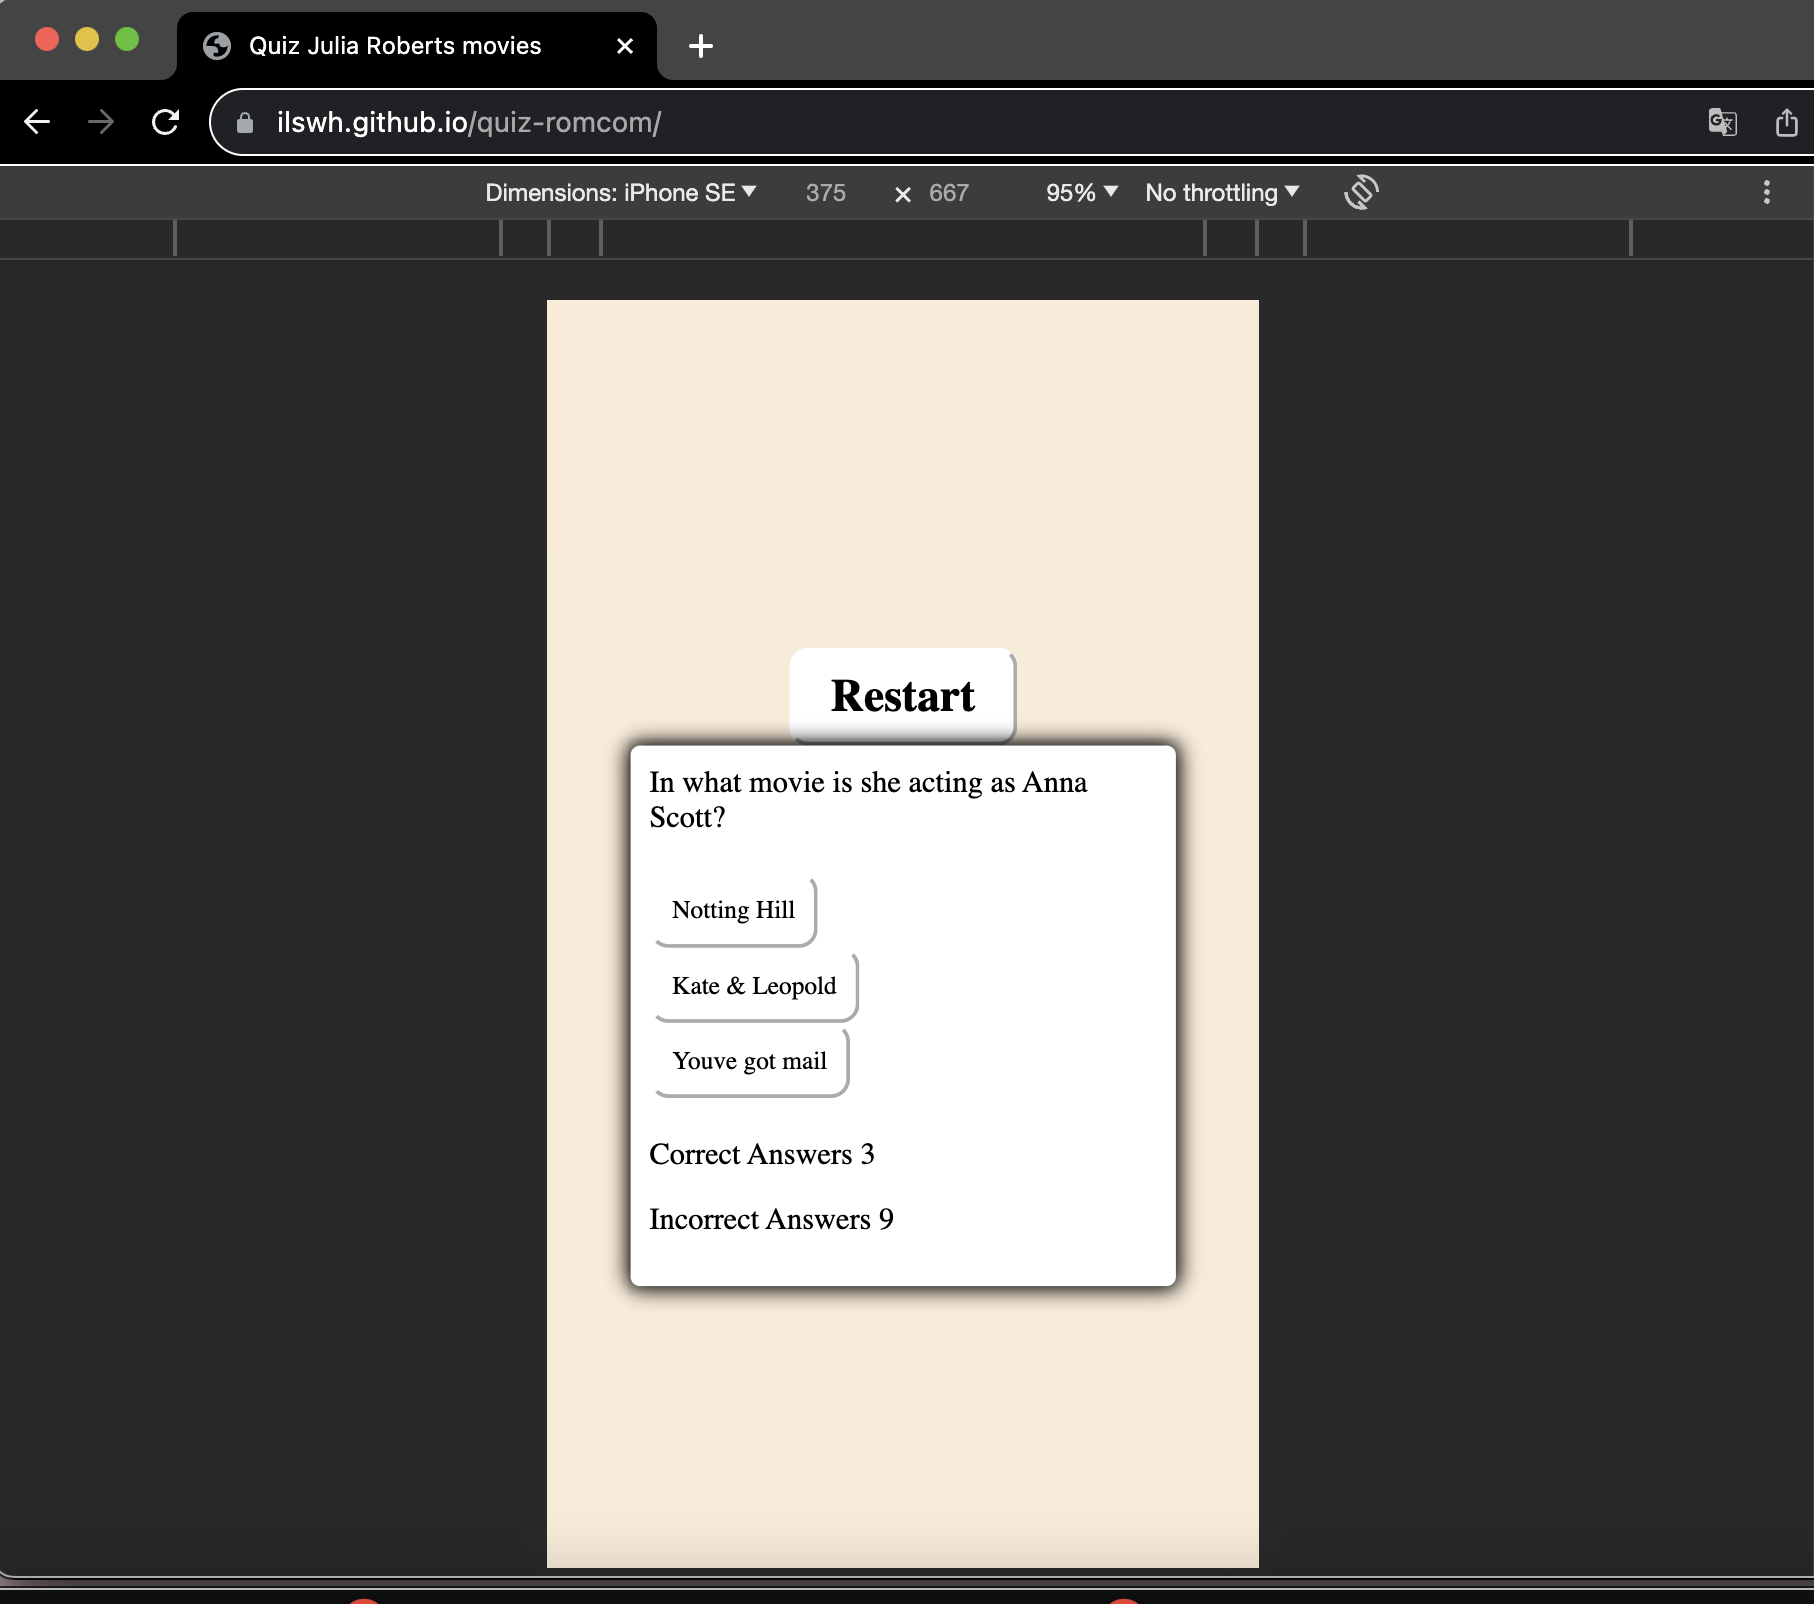 Quiz Julia Roberts movies
ilswh.github.io/quiz-romcom/
Dimensions: iPhone SE 375 × 667 95% No throttling
Restart
In what movie is she acting as Anna
Scott?
Notting Hill
Kate & Leopold
Youve got mail
Correct Answers 3
Incorrect Answers 9